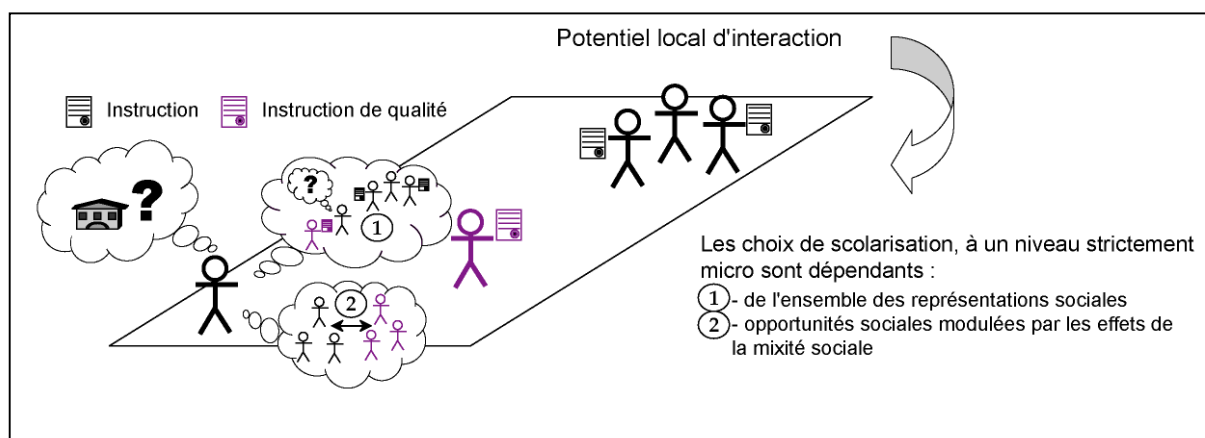 Potentiel local d'interaction
Instruction
Instruction de qualité
?
?
1
2
Les choix de scolarisation, à un niveau strictement
micro sont dépendants :
1 - de l'ensemble des représentations sociales
2 - opportunités sociales modulées par les effets de
la mixité sociale